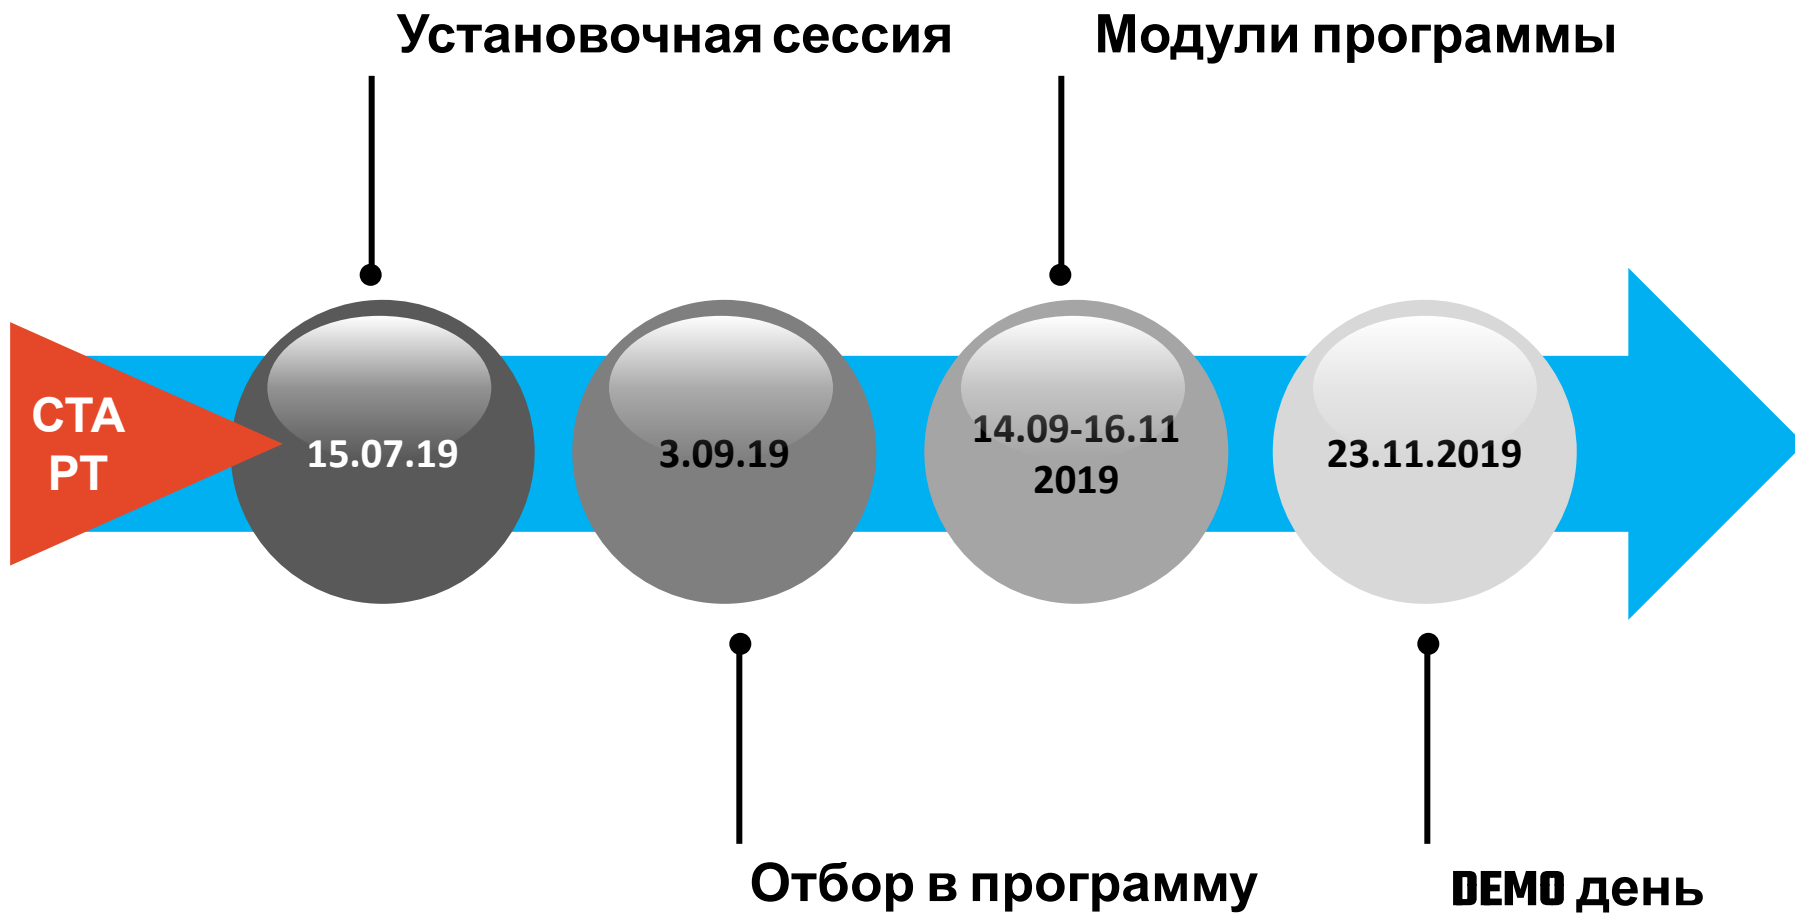 Установочная сессия
Модули программы
СТА
РТ
15.07.19
3.09.19
14.09-16.11
2019
23.11.2019
Отбор в программу
DEMO день